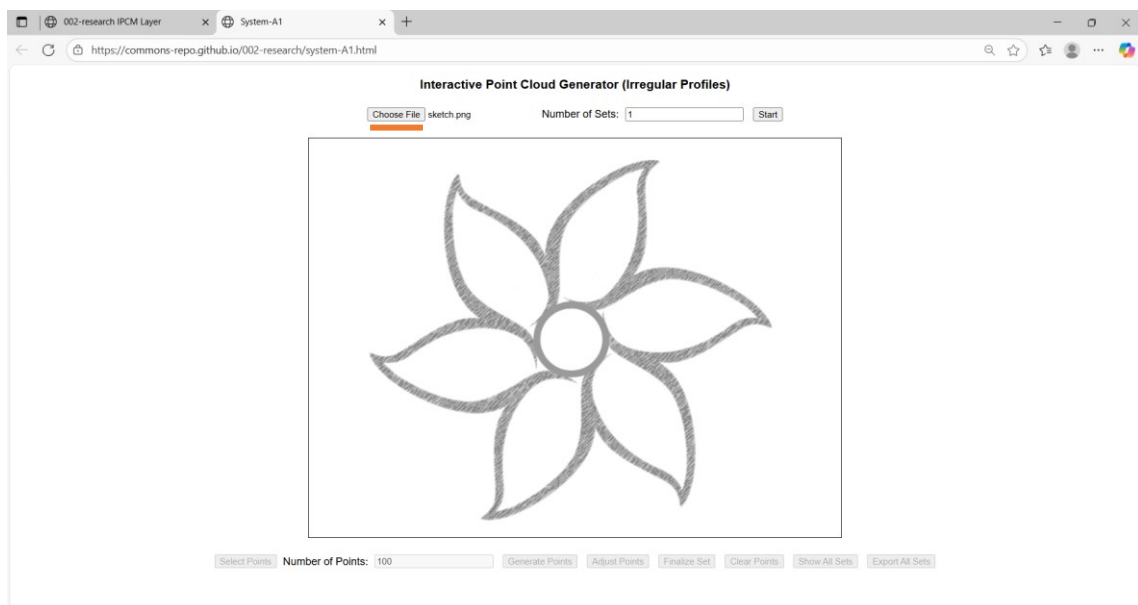 002-research IPCM Layer
System-A1
https://commons-repo.github.io/002-research/system-A1.html
Interactive Point Cloud Generator (Irregular Profiles)
Choose File sketch.png Number of Sets: 1 Start
Select Points Number of Points: 100 Generate Points Adjust Points Finalize Set Clear Points Show All Sets Export All Sets